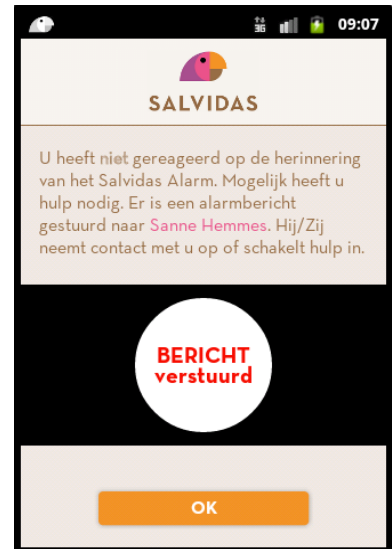 3G 09:07
SALVIDAS
U heeft niet gereageerd op de herinnering
van het Salvidas Alarm. Mogelijk heeft u
hulp nodig. Er is een alarmbericht
gestuurd naar Sanne Hemmes. Hij/Zij
neemt contact met u op of schakelt hulp in.
BERICHT
verstuurd
OK